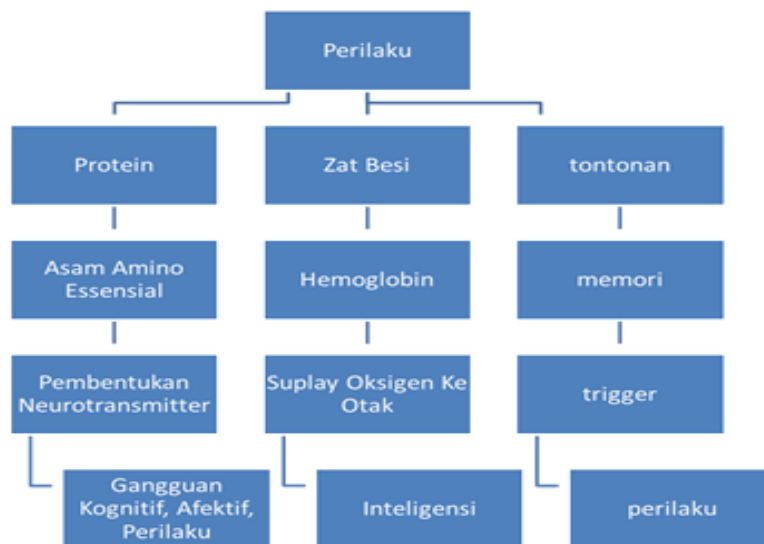 Perilaku
Protein
Zat Besi
tontonan
Asam Amino
Essensial
Hemoglobin
memori
Pembentukan
Neurotransmitter
Suplay Oksigen Ke
Otak
trigger
Gangguan
Kognitif, Afektif,
Perilaku
Inteligensi
perilaku